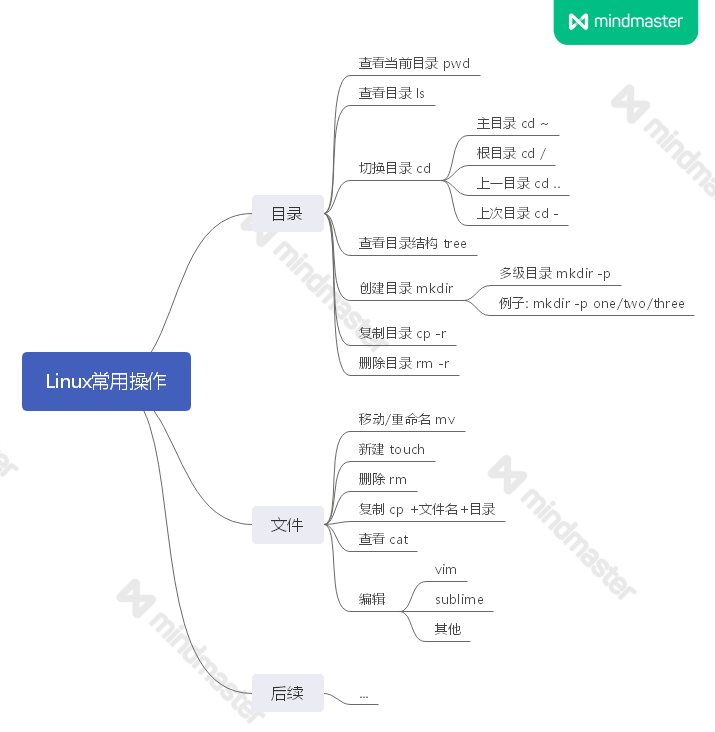 mindmaster
查看当前目录 pwd
查看目录 ls
切换目录 cd
主目录 cd ~
根目录 cd /
上一目录 cd ..
上次目录 cd -
目录
查看目录结构 tree
创建目录 mkdir
多级目录 mkdir -p
例子: mkdir -p one/two/three
复制目录 cp -r
删除目录 rm -r
Linux常用操作
移动/重命名 mv
新建 touch
删除 rm
文件
复制 cp +文件名+目录
查看 cat
编辑
vim
sublime
其他
后续
...
mindmaster
mindmaster
mindmaster
mindmaster